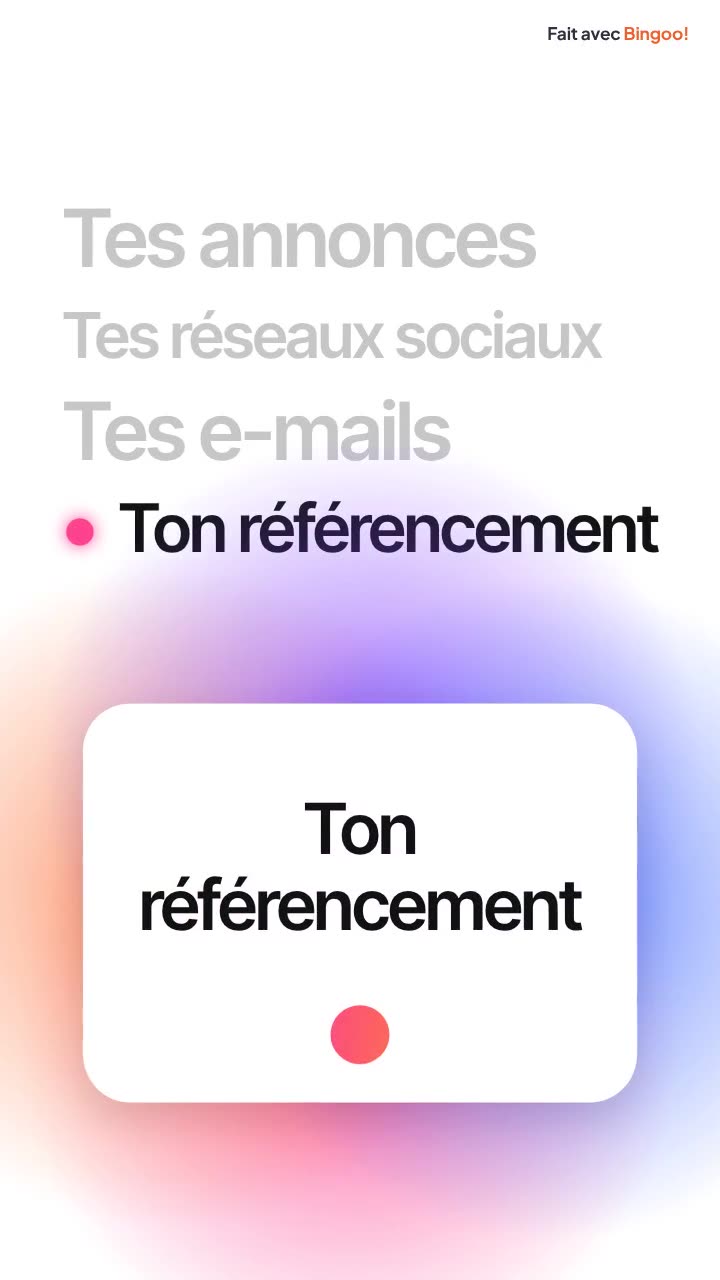 Fait avec Bingoo!
Tes annonces
Tes réseaux sociaux
Tes e-mails
Ton référencement
Ton
référencement